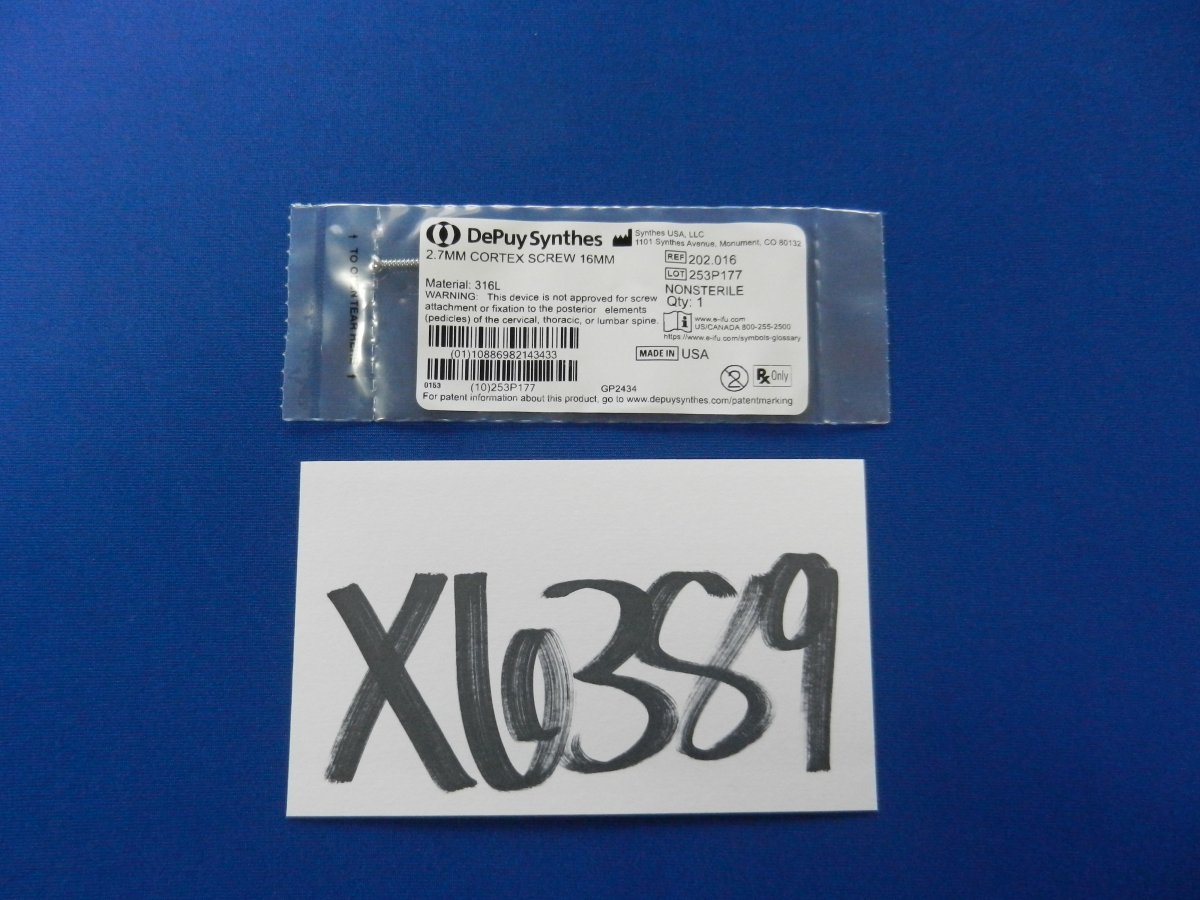 DePuy Synthes
Synthes USA, LLC
1101 Synthes Avenue, Monument, CO 80132
2.7MM CORTEX SCREW 16MM
REF 202.016
LOT 253P177
NONSTERILE
Qty: 1
Material: 316L
WARNING: This device is not approved for screw
attachment or fixation to the posterior elements
(pedicles) of the cervical, thoracic, or lumbar spine.
www.e-ifu.com
US/CANADA 800-255-2500
https://www.e-ifu.com/symbols-glossary
(01)10886982143433
MADE IN USA
0153
(10)253P177
GP2434
2
Rx Only
For patent information about this product, go to www.depuysynthes.com/patentmarking
X6389